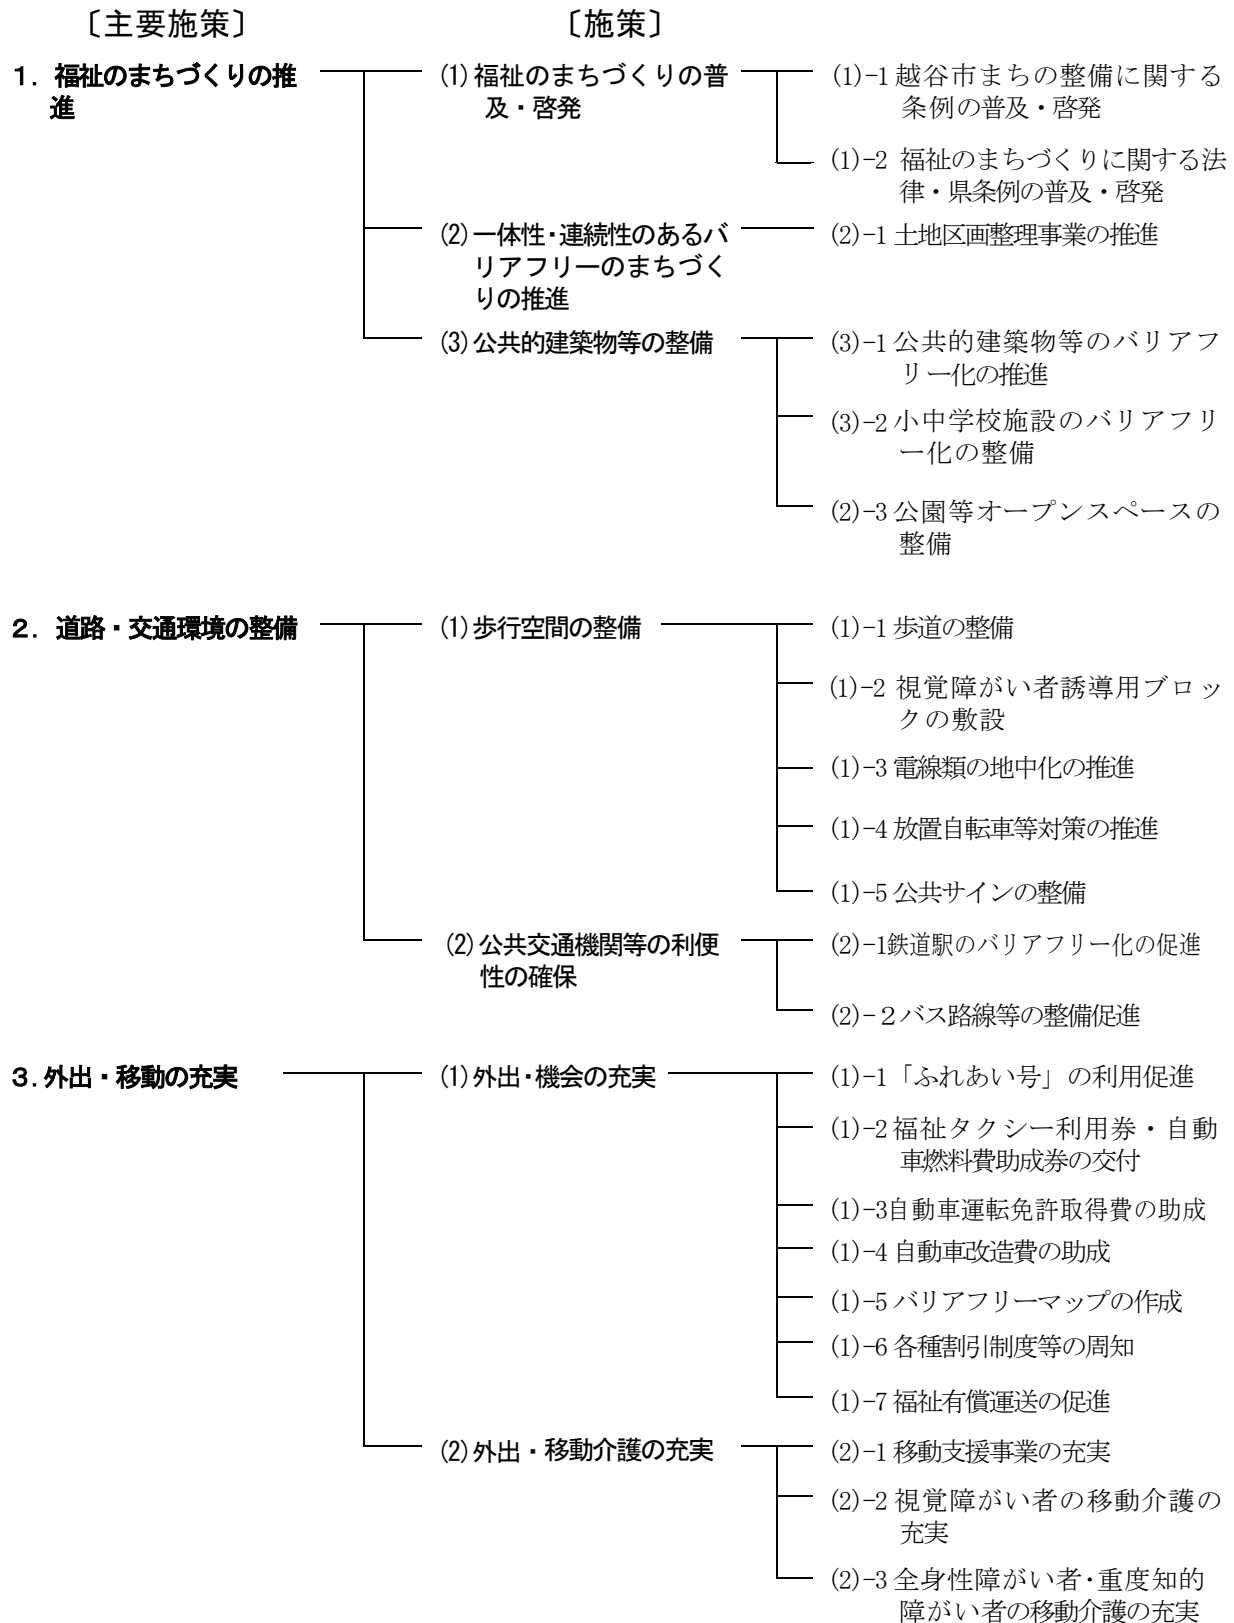 〔主要施策〕
〔施策〕
１．福祉のまちづくりの推
進
(1)福祉のまちづくりの普
及・啓発
(1)-1 越谷市まちの整備に関する
条例の普及・啓発
(1)-2 福祉のまちづくりに関する法
律・県条例の普及・啓発
(2)一体性・連続性のあるバ
リアフリーのまちづく
りの推進
(2)-1 土地区画整理事業の推進
(3)公共的建築物等の整備
(3)-1 公共的建築物等のバリアフ
リー化の推進
(3)-2 小中学校施設のバリアフリ
ー化の整備
(2)-3 公園等オープンスペースの
整備
２．道路・交通環境の整備
(1)歩行空間の整備
(1)-1 歩道の整備
(1)-2 視覚障がい者誘導用ブロッ
クの敷設
(1)-3 電線類の地中化の推進
(1)-4 放置自転車等対策の推進
(1)-5 公共サインの整備
(2)公共交通機関等の利便
性の確保
(2)-1鉄道駅のバリアフリー化の促進
(2)-２バス路線等の整備促進
３.外出・移動の充実
(1)外出・機会の充実
(1)-1「ふれあい号」の利用促進
(1)-2 福祉タクシー利用券・自動
車燃料費助成券の交付
(1)-3自動車運転免許取得費の助成
(1)-4 自動車改造費の助成
(1)-5 バリアフリーマップの作成
(1)-6 各種割引制度等の周知
(1)-7 福祉有償運送の促進
(2)外出・移動介護の充実
(2)-1 移動支援事業の充実
(2)-2 視覚障がい者の移動介護の
充実
(2)-3 全身性障がい者・重度知的
障がい者の移動介護の充実